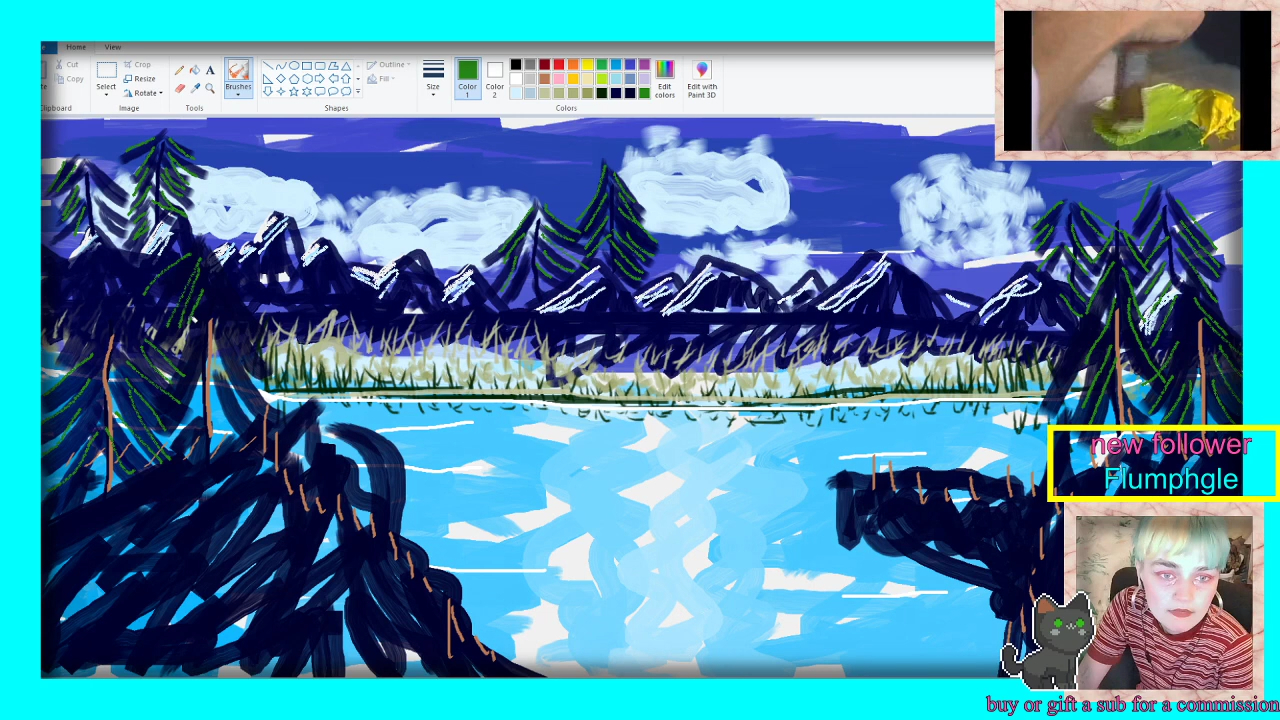 Home View
Cut
Copy
Select
Crop
Resize
Rotate
A
Brushes
Outline
Fill
Size
Color
1
Color
2
Edit
colors
Edit with
Paint 3D
Image
Tools
Shapes
Colors
new follower
Flumphgle
buy or gift a sub for a commission